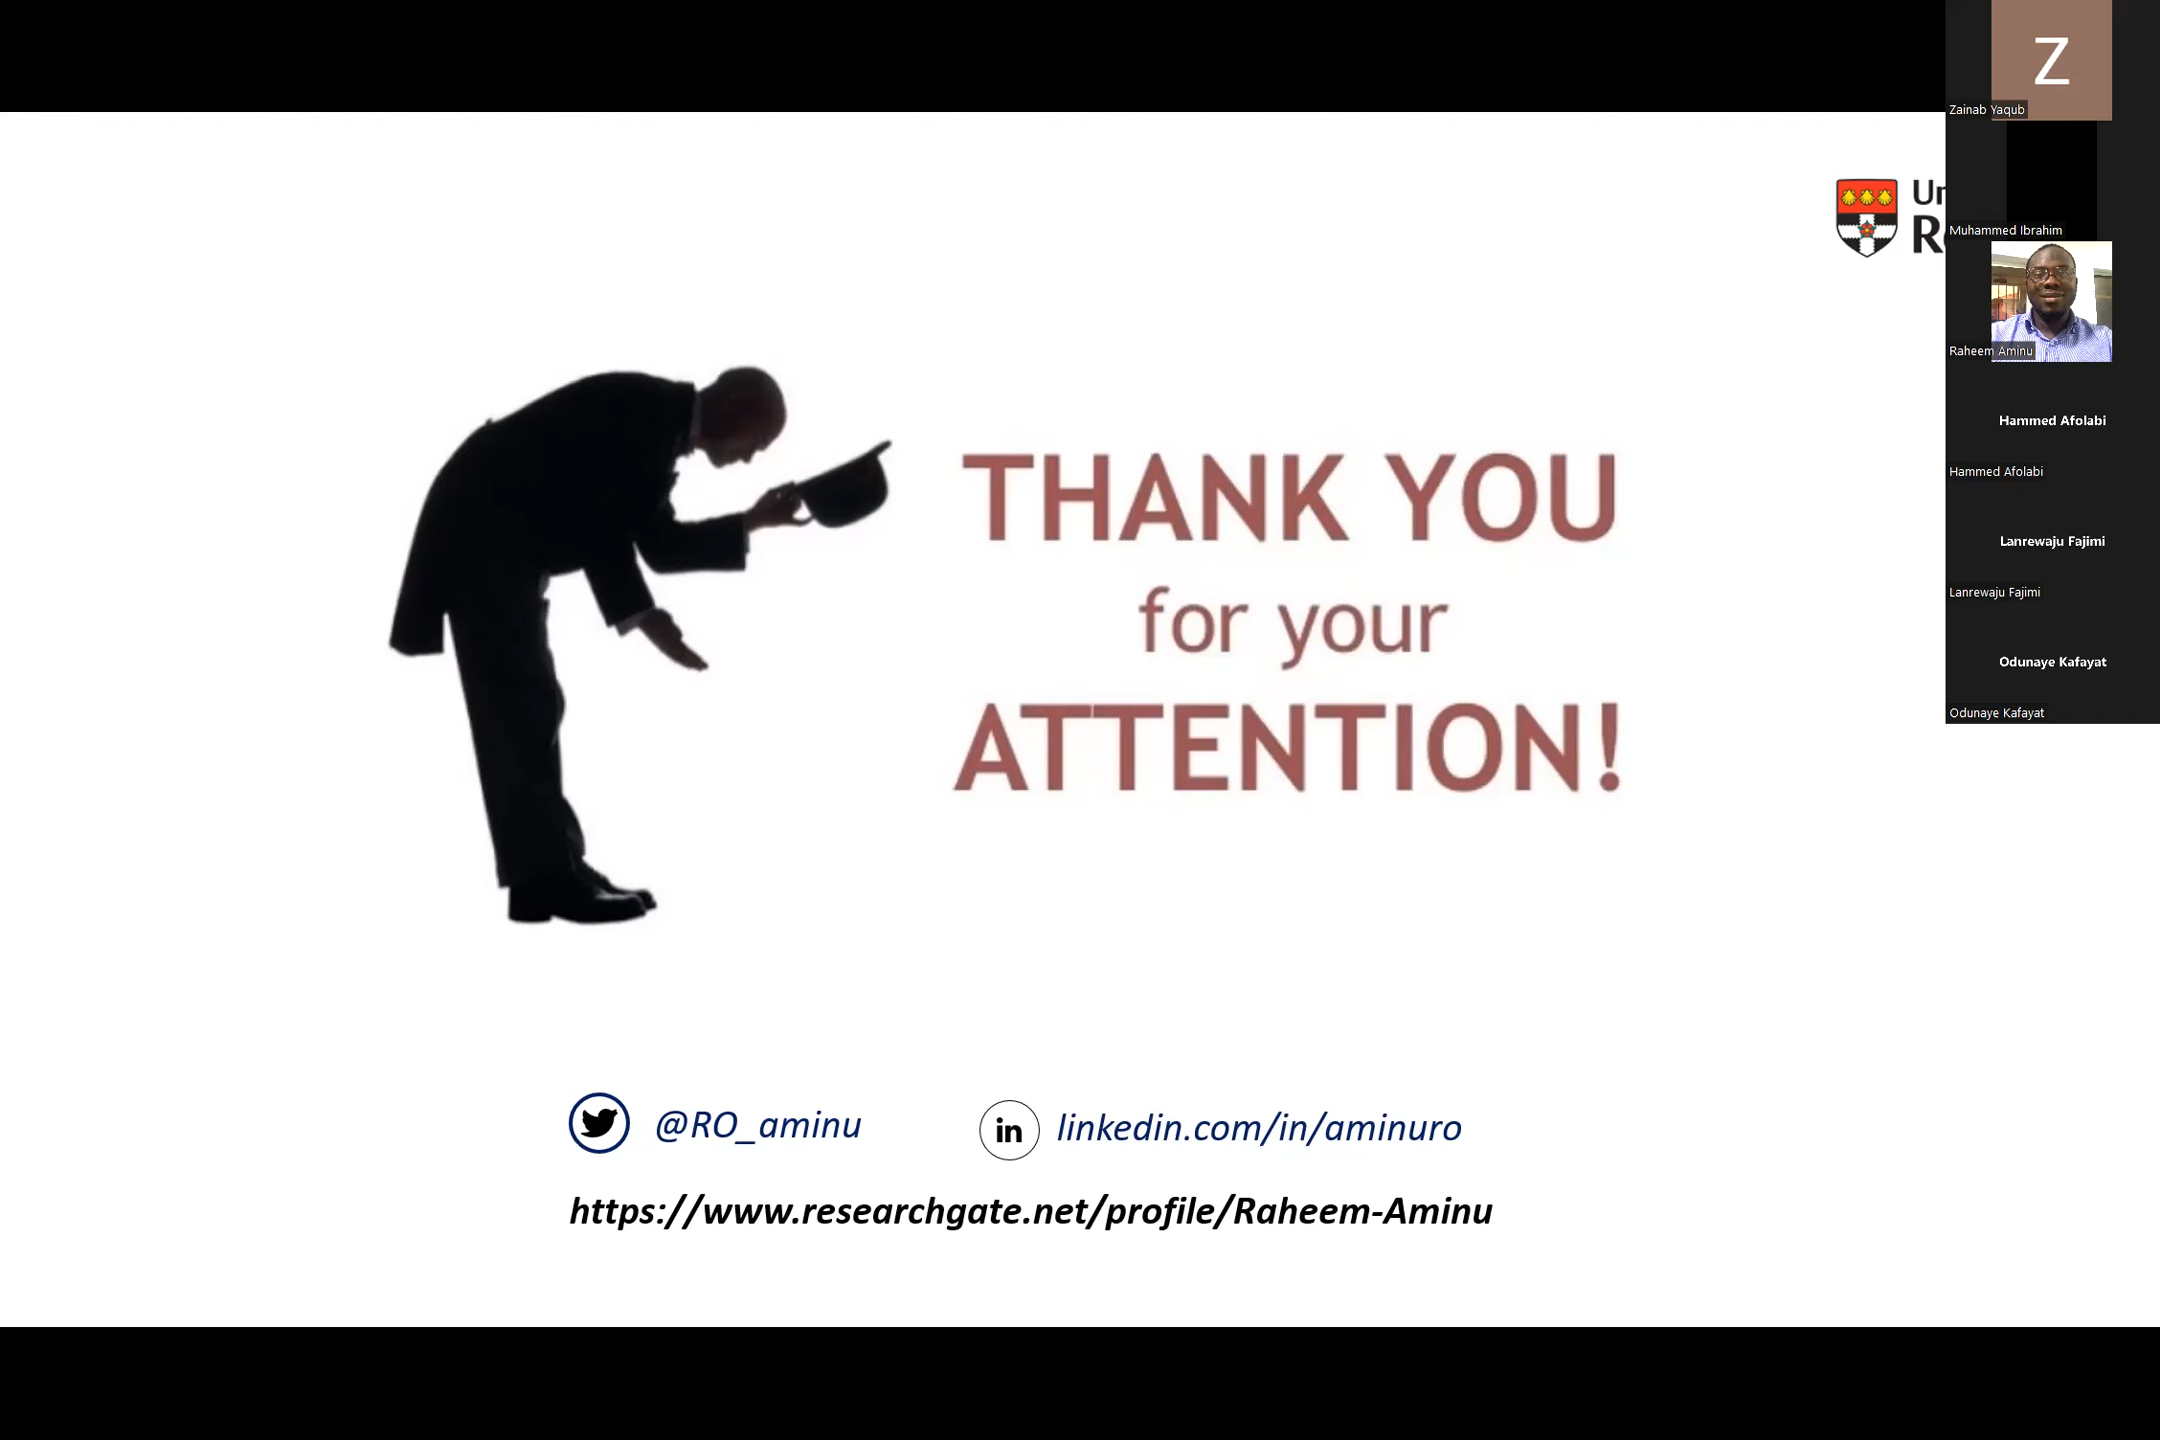 THANK YOU
for your
ATTENTION!
@RO_aminu
linkedin.com/in/aminuro
https://www.researchgate.net/profile/Raheem-Aminu
Z
Zainab Yaqub
Muhammed Ibrahim
Raheem Aminu
Hammed Afolabi
Hammed Afolabi
Lanrewaju Fajimi
Lanrewaju Fajimi
Odunaye Kafayat
Odunaye Kafayat